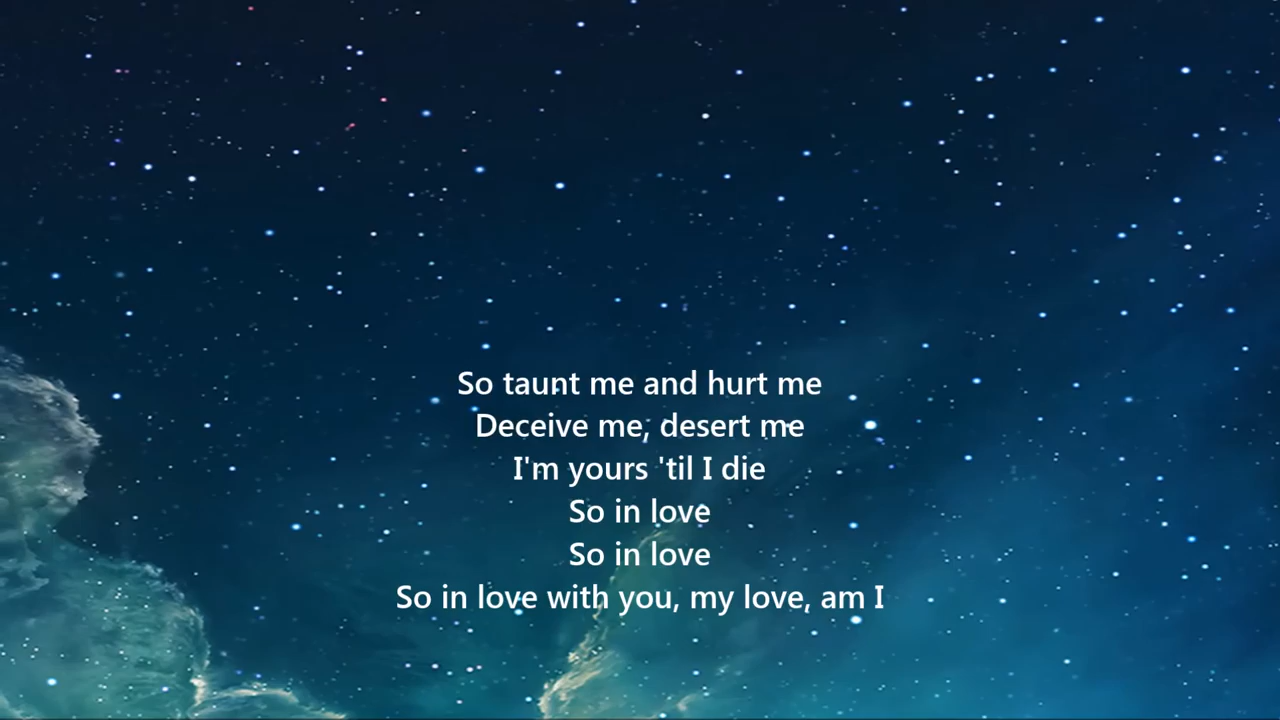 So taunt me and hurt me
Deceive me, desert me
I'm yours 'til I die
So in love
So in love
So in love with you, my love, am I